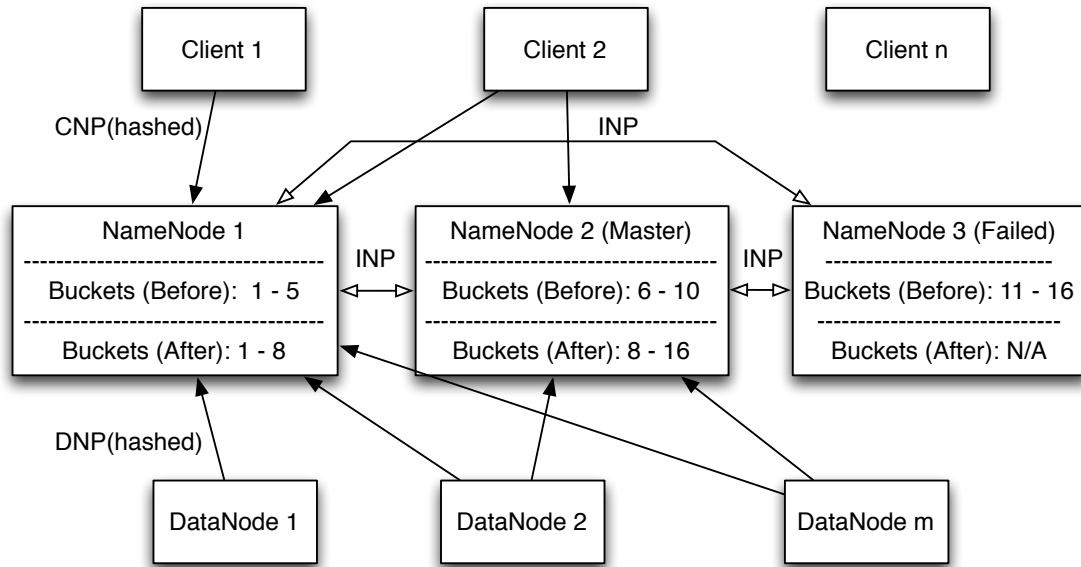 Client 1
Client 2
Client n
CNP(hashed)
INP
NameNode 1
Buckets (Before):  1 - 5
Buckets (After): 1 - 8
INP
NameNode 2 (Master)
Buckets (Before): 6 - 10
Buckets (After): 8 - 16
INP
NameNode 3 (Failed)
Buckets (Before): 11 - 16
Buckets (After): N/A
DNP(hashed)
DataNode 1
DataNode 2
DataNode m